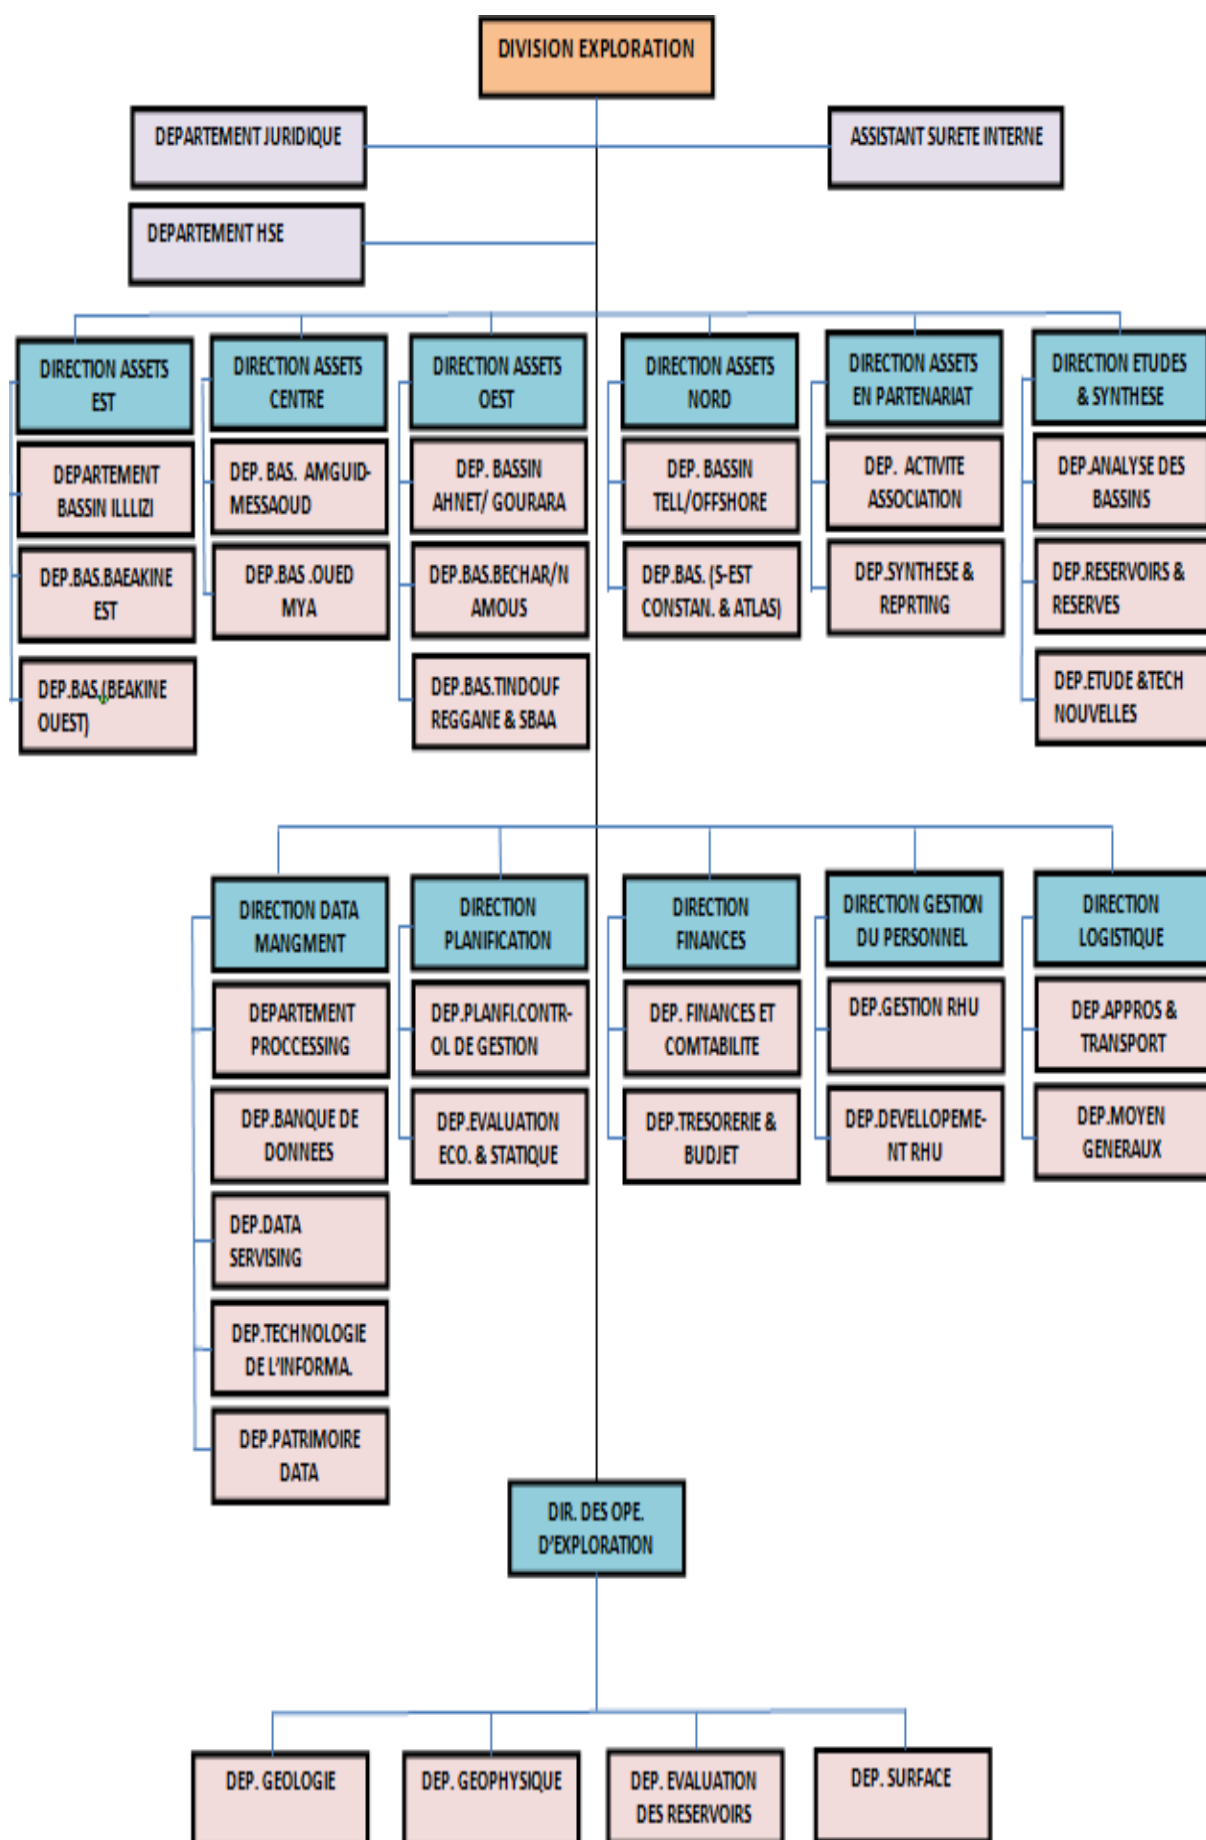 DIVISION EXPLORATION
DEPARTEMENT JURIDIQUE
ASSISTANT SURETE INTERNE
DEPARTEMENT HSE
DIRECTION ASSETS
EST
DIRECTION ASSETS
CENTRE
DIRECTION ASSETS
OEST
DIRECTION ASSETS
NORD
DIRECTION ASSETS
EN PARTENARIAT
DIRECTION ETUDES
& SYNTHESE
DEPARTEMENT
BASSIN ILLLIZI
DEP. BAS. AMGUID-
MESSAOUD
DEP. BASSIN
AHNET/ GOURARA
DEP. BASSIN
TELL/OFFSHORE
DEP. ACTIVITE
ASSOCIATION
DEP.ANALYSE DES
BASSINS
DEP.BAS.BAEAKINE
EST
DEP.BAS .OUED
MYA
DEP.BAS.BECHAR/N
AMOUS
DEP.BAS. (S-EST
CONSTAN. & ATLAS)
DEP.SYNTHESE &
REPRTING
DEP.RESERVOIRS &
RESERVES
DEP.BAS.(BEAKINE
OUEST)
DEP.BAS.TINDOUF
REGGANE & SBAA
DEP.ETUDE &TECH
NOUVELLES
DIRECTION DATA
MANGMENT
DIRECTION
PLANIFICATION
DIRECTION
FINANCES
DIRECTION GESTION
DU PERSONNEL
DIRECTION
LOGISTIQUE
DEPARTEMENT
PROCCESSING
DEP.PLANFI.CONTR-
OL DE GESTION
DEP. FINANCES ET
COMTABILITE
DEP.GESTION RHU
DEP.APPROS &
TRANSPORT
DEP.BANQUE DE
DONNEES
DEP.EVALUATION
ECO. & STATIQUE
DEP.TRESORERIE &
BUDJET
DEP.DEVELLOPEME-
NT RHU
DEP.MOYEN
GENERAUX
DEP.DATA
SERVISING
DEP.TECHNOLOGIE
DE L'INFORMA.
DEP.PATRIMOIRE
DATA
DIR. DES OPE.
D'EXPLORATION
DEP. GEOLOGIE
DEP. GEOPHYSIQUE
DEP. EVALUATION
DES RESERVOIRS
DEP. SURFACE